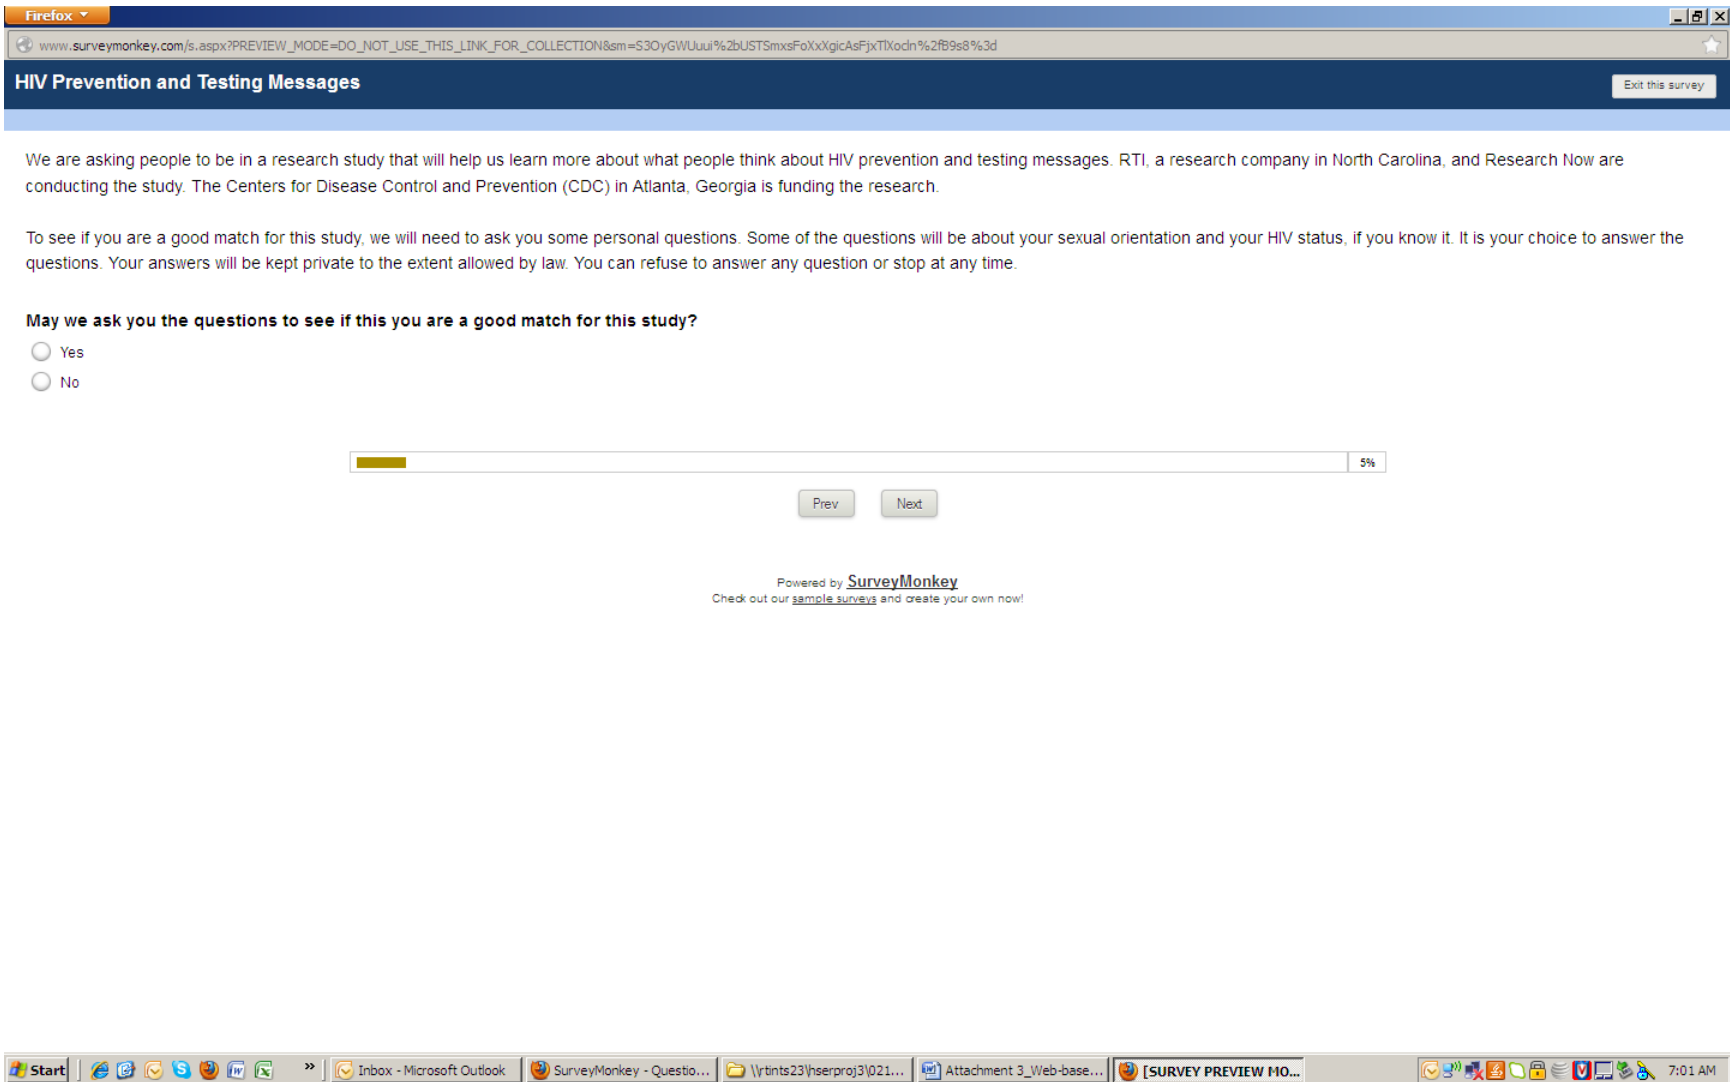 Firefox
www.surveymonkey.com/s.aspx?PREVIEW_MODE=DO_NOT_USE_THIS_LINK_FOR_COLLECTION&sm=S3OyGWUuui%2bUSTSmxsFoXxXgicAsFjxTlXocln%2fB9s8%3d
HIV Prevention and Testing Messages
Exit this survey
We are asking people to be in a research study that will help us learn more about what people think about HIV prevention and testing messages. RTI, a research company in North Carolina, and Research Now are
conducting the study. The Centers for Disease Control and Prevention (CDC) in Atlanta, Georgia is funding the research.
To see if you are a good match for this study, we will need to ask you some personal questions. Some of the questions will be about your sexual orientation and your HIV status, if you know it. It is your choice to answer the
questions. Your answers will be kept private to the extent allowed by law. You can refuse to answer any question or stop at any time.
May we ask you the questions to see if this you are a good match for this study?
Yes
No
5%
Prev Next
Powered by SurveyMonkey
Check out our sample surveys and create your own now!
Start » Inbox - Microsoft Outlook SurveyMonkey - Questio... \\rtints23\hserproj3\021... Attachment 3_Web-base... [SURVEY PREVIEW MO... 7:01 AM